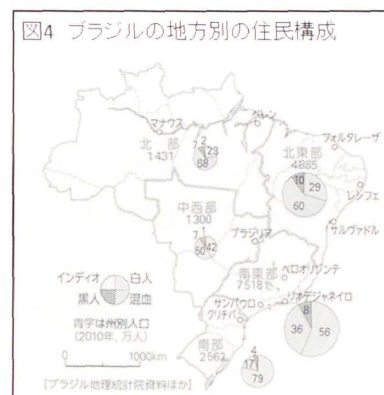 図4 ブラジルの地方別の住民構成
マナウス
ベレン
北部
1431
7 2 23
68
フォルタレーザ
北東部
4885
10 29
60
レシフェ
サルヴァドル
中西部
1300
7 1 42
50
ブラジリア
南東部
7518
ベロオリゾンテ
サンパウロ
リオデジャネイロ
クリチバ
8
36 56
南部
2562
4
17
79
インディオ 白人
黒人 混血
青字は州別人口
(2010年、万人)
0 1000km
[ブラジル地理統計院資料ほか]